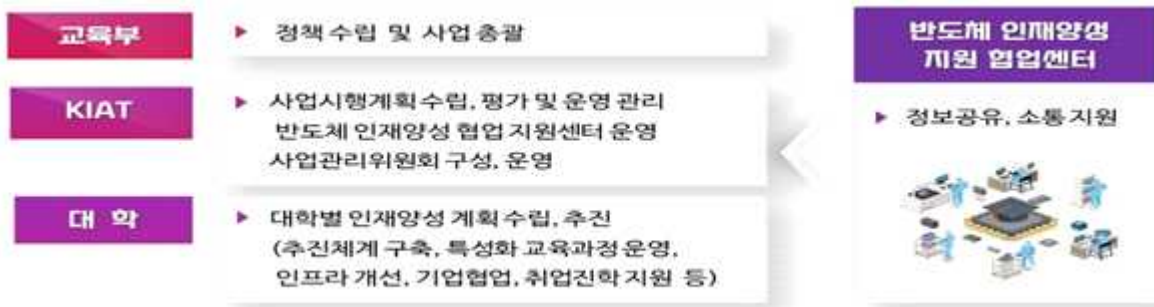 교육부
▶ 정책 수립 및 사업 총괄
KIAT
▶ 사업시행계획 수립, 평가 및 운영 관리
반도체 인재양성 협업 지원센터 운영
사업관리위원회 구성, 운영
대 학
▶ 대학별 인재양성 계획 수립, 추진
(추진체계 구축, 특성화 교육과정 운영,
인프라 개선, 기업협업, 취업진학 지원 등)
반도체 인재양성
지원 협업센터
▶ 정보공유, 소통 지원